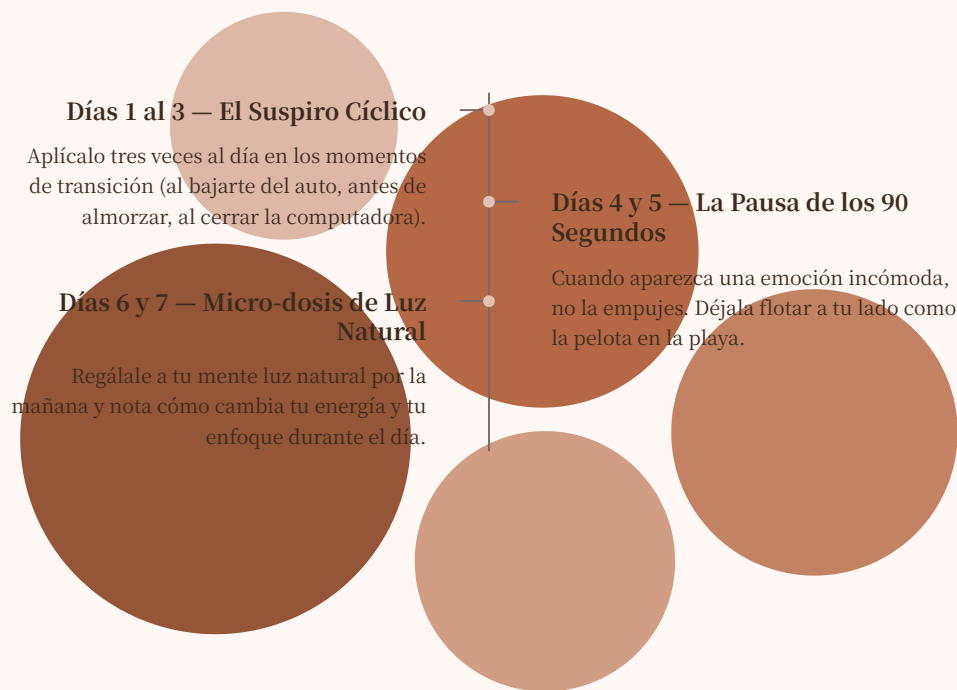 Días 1 al 3 — El Suspiro Cíclico
Aplícalo tres veces al día en los momentos
de transición (al bajarte del auto, antes de
almorzar, al cerrar la computadora).
Días 4 y 5 — La Pausa de los 90
Segundos
Cuando aparezca una emoción incómoda,
no la empujes. Déjala flotar a tu lado como
la pelota en la playa.
Días 6 y 7 — Micro-dosis de Luz
Natural
Regálale a tu mente luz natural por la
mañana y nota cómo cambia tu energía y tu
enfoque durante el día.